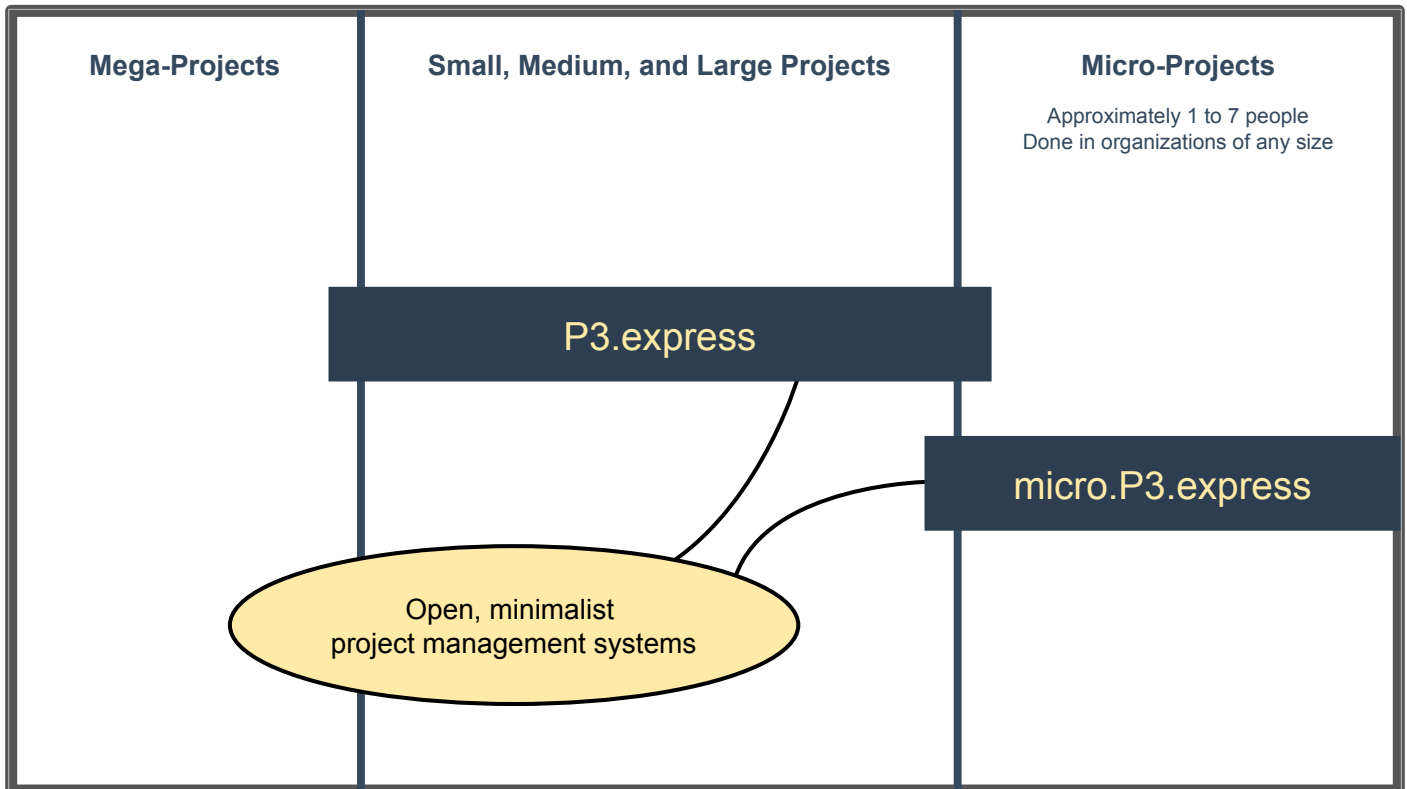 Mega-Projects
Small, Medium, and Large Projects
Micro-Projects
Approximately 1 to 7 people
Done in organizations of any size
P3.express
micro.P3.express
Open, minimalist
project management systems